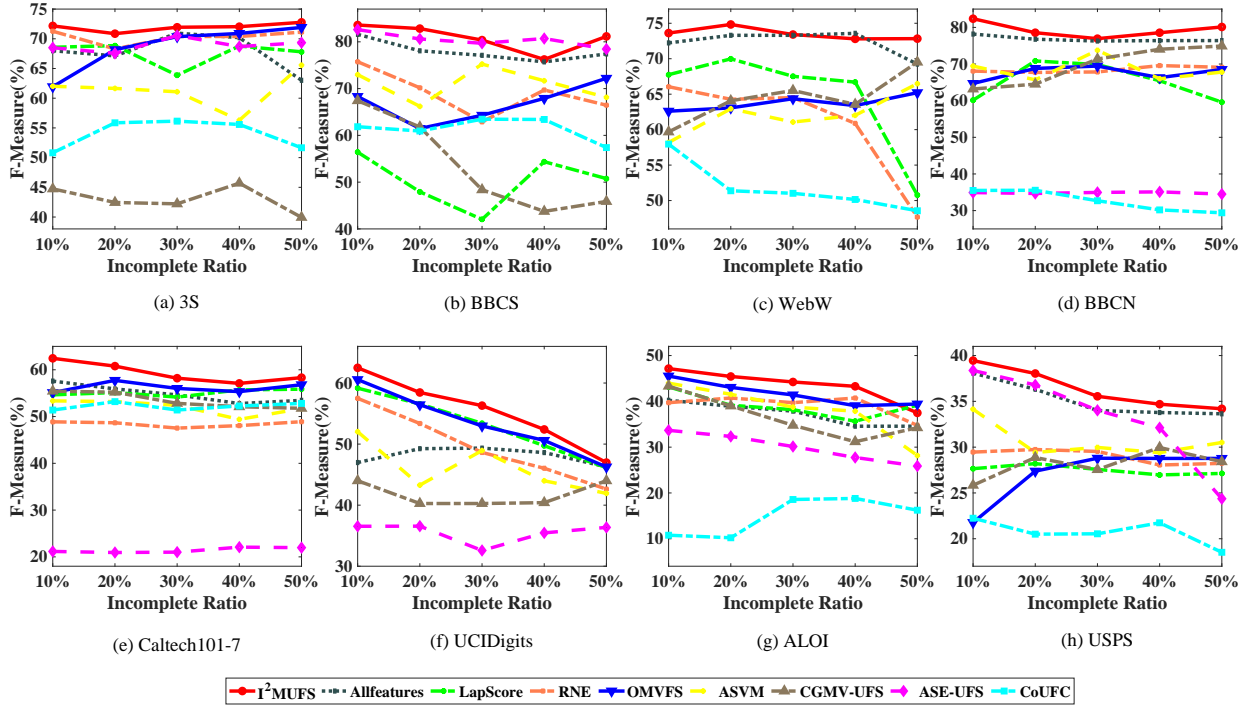 F-Measure(%)
75
70
65
60
55
50
45
40
10% 20% 30% 40% 50%
Incomplete Ratio
(a) 3S
F-Measure(%)
80
70
60
50
40
10% 20% 30% 40% 50%
Incomplete Ratio
(b) BBCS
F-Measure(%)
75
70
65
60
55
50
10% 20% 30% 40% 50%
Incomplete Ratio
(c) WebW
F-Measure(%)
80
70
60
50
40
30
10% 20% 30% 40% 50%
Incomplete Ratio
(d) BBCN
F-Measure(%)
60
50
40
30
20
10% 20% 30% 40% 50%
Incomplete Ratio
(e) Caltech101-7
F-Measure(%)
60
50
40
30
10% 20% 30% 40% 50%
Incomplete Ratio
(f) UCIDigits
F-Measure(%)
50
40
30
20
10
10% 20% 30% 40% 50%
Incomplete Ratio
(g) ALOI
F-Measure(%)
40
35
30
25
20
10% 20% 30% 40% 50%
Incomplete Ratio
(h) USPS
I²MUFS Allfeatures LapScore RNE OMVFS ASVM CGMV-UFS ASE-UFS CoUFC